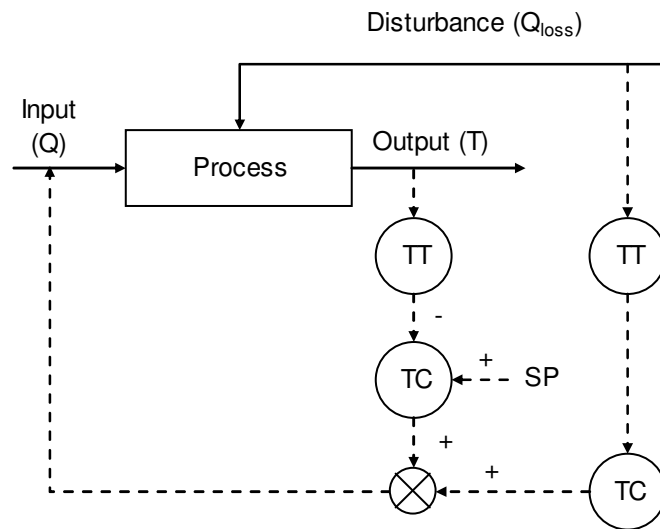 Disturbance (Qloss)
Input
(Q)
Process
Output (T)
TT
TT
-
TC
+
SP
+
+
TC